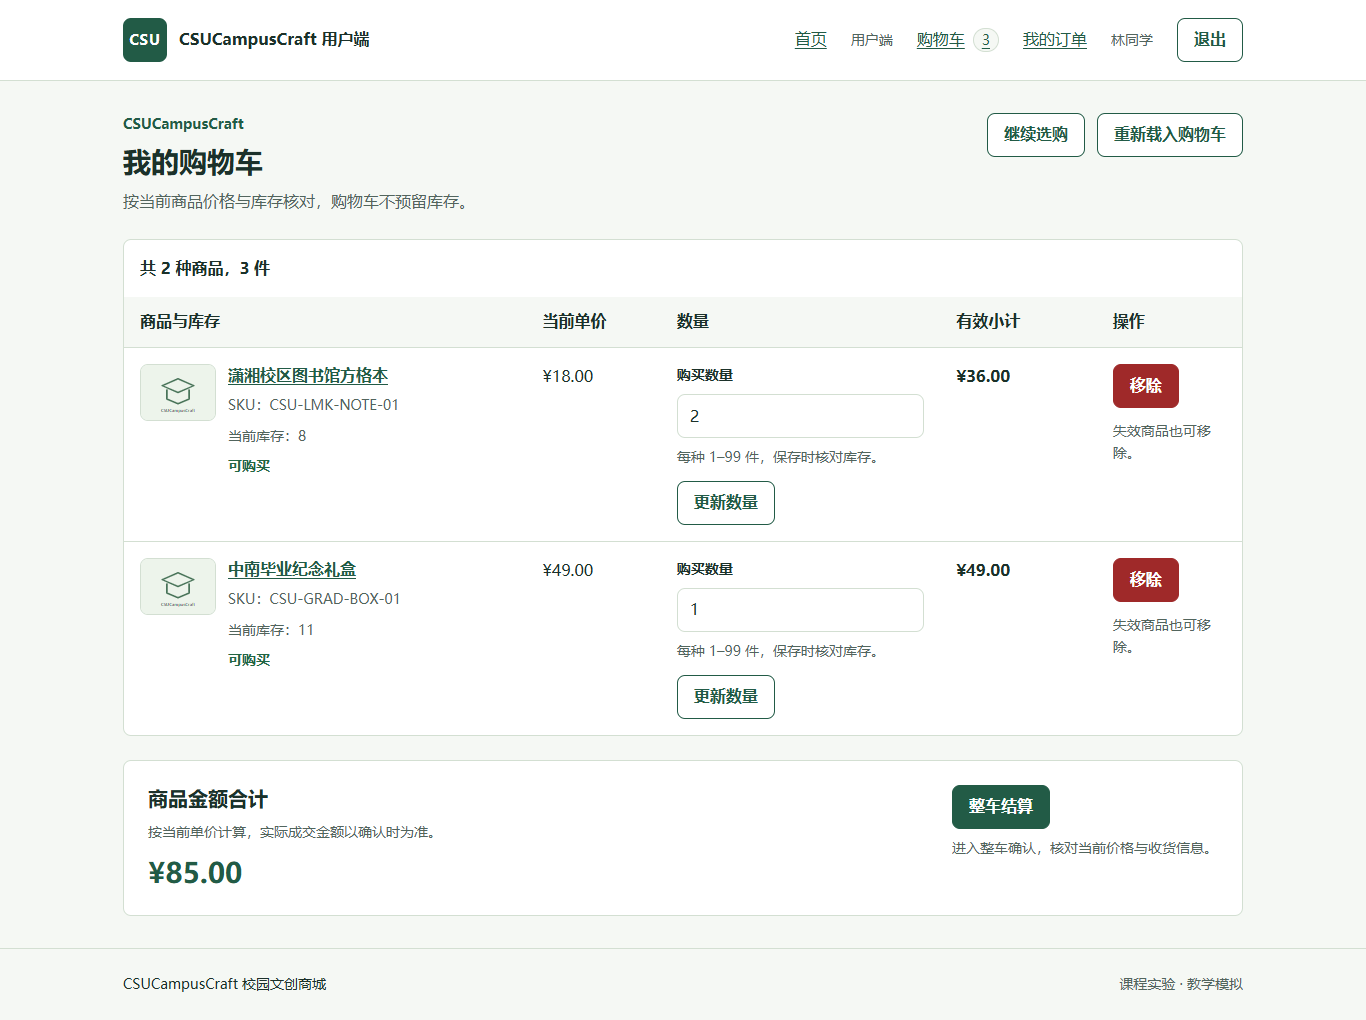 CSU
CSUCampusCraft 用户端
首页 用户端 购物车 3 我的订单 林同学 退出
CSUCampusCraft
我的购物车
按当前商品价格与库存核对，购物车不预留库存。
继续选购 重新载入购物车
共 2 种商品，3 件
商品与库存 当前单价 数量 有效小计 操作
CSUCampusCraft
潇湘校区图书馆方格本
SKU：CSU-LMK-NOTE-01
当前库存：8
可购买
¥18.00
购买数量
2
每种 1–99 件，保存时核对库存。
更新数量
¥36.00
移除
失效商品也可移
除。
CSUCampusCraft
中南毕业纪念礼盒
SKU：CSU-GRAD-BOX-01
当前库存：11
可购买
¥49.00
购买数量
1
每种 1–99 件，保存时核对库存。
更新数量
¥49.00
移除
失效商品也可移
除。
商品金额合计
按当前单价计算，实际成交金额以确认时为准。
¥85.00
整车结算
进入整车确认，核对当前价格与收货信息。
CSUCampusCraft 校园文创商城
课程实验 · 教学模拟